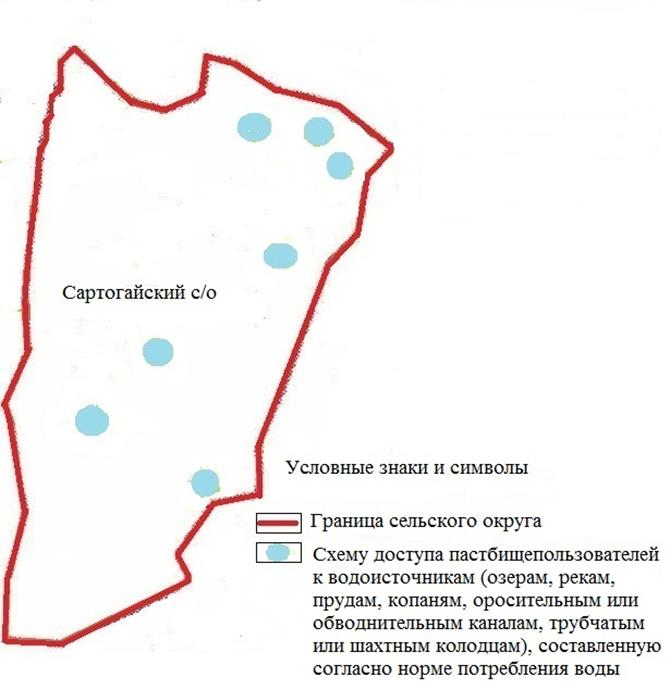 Сартогайский с/о
Условные знаки и символы
Граница сельского округа
Схему доступа пастбищепользователей
к водоисточникам (озерам, рекам,
прудам, копаням, оросительным или
обводнительным каналам, трубчатым
или шахтным колодцам), составленную
согласно норме потребления воды